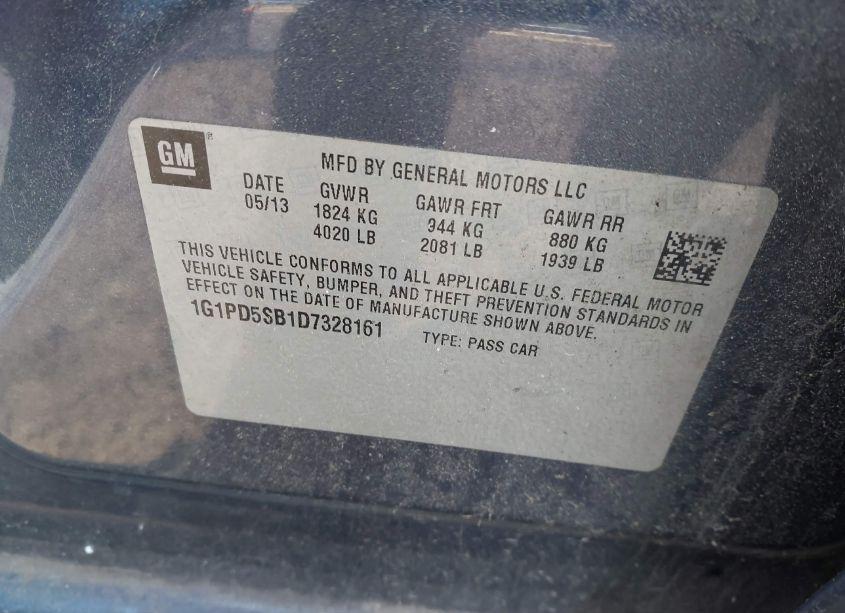 GM®
MFD BY GENERAL MOTORS LLC
DATE GVWR GAWR FRT GAWR RR
05/13 1824 KG 944 KG 880 KG
4020 LB 2081 LB 1939 LB
THIS VEHICLE CONFORMS TO ALL APPLICABLE U.S. FEDERAL MOTOR
VEHICLE SAFETY, BUMPER, AND THEFT PREVENTION STANDARDS IN
EFFECT ON THE DATE OF MANUFACTURE SHOWN ABOVE.
1G1PD5SB1D7328161 TYPE: PASS CAR